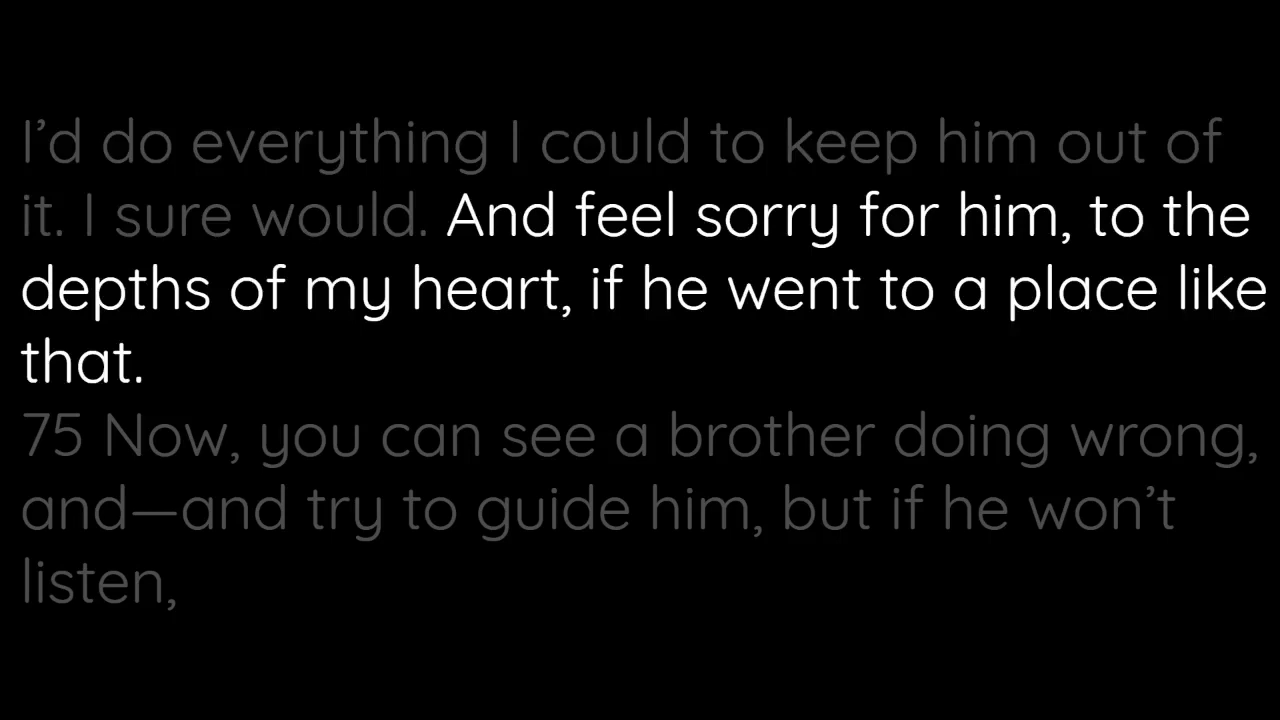 I’d do everything I could to keep him out of
it. I sure would. And feel sorry for him, to the
depths of my heart, if he went to a place like
that.
75 Now, you can see a brother doing wrong,
and—and try to guide him, but if he won’t
listen,